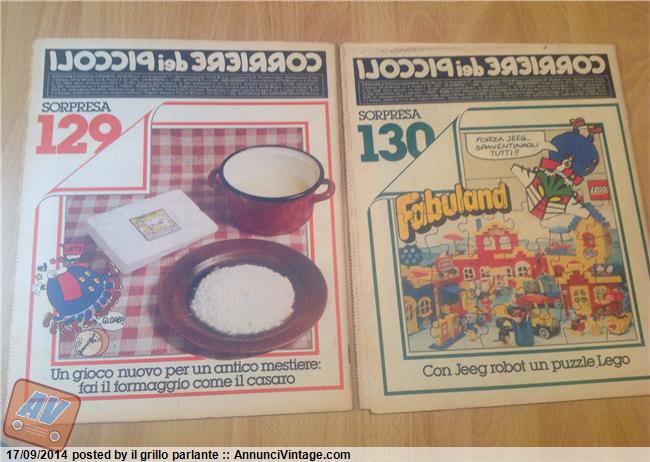 CORRIERE dei PICCOLI
SORPRESA
129
LATTE
GLOAB!
Un gioco nuovo per un antico mestiere:
fai il formaggio come il casaro
CORRIERE dei PICCOLI
SORPRESA
130
FORZA JEEG...
SPAVENTIAMOLI
TUTTI!!
LEGO
Fabuland
Con Jeeg robot un puzzle Lego
AV
17/09/2014 posted by il grillo parlante :: AnnunciVintage.com